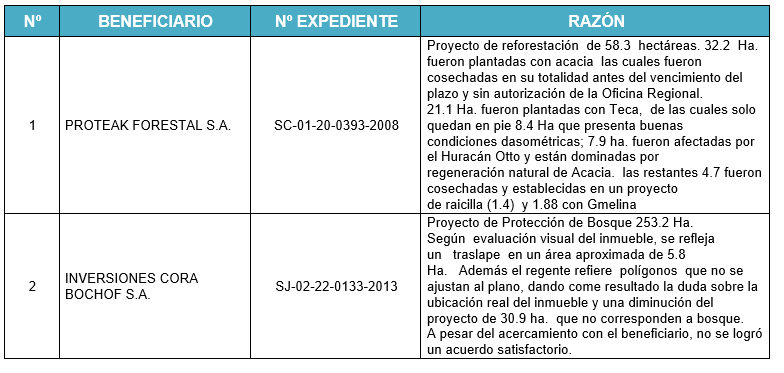 Nº BENEFICIARIO Nº EXPEDIENTE RAZÓN
1 PROTEAK FORESTAL S.A. SC-01-20-0393-2008
Proyecto de reforestación de 58.3 hectáreas. 32.2 Ha.
fueron plantadas con acacia las cuales fueron
cosechadas en su totalidad antes del vencimiento del
plazo y sin autorización de la Oficina Regional.
21.1 Ha. fueron plantadas con Teca, de las cuales solo
quedan en pie 8.4 Ha que presenta buenas
condiciones dasométricas; 7.9 ha. fueron afectadas por
el Huracán Otto y están dominadas por
regeneración natural de Acacia. las restantes 4.7 fueron
cosechadas y establecidas en un proyecto
de raicilla (1.4) y 1.88 con Gmelina
2 INVERSIONES CORA
BOCHOF S.A.
SJ-02-22-0133-2013
Proyecto de Protección de Bosque 253.2 Ha.
Según evaluación visual del inmueble, se refleja
un traslape en un área aproximada de 5.8
Ha. Además el regente refiere polígonos que no se
ajustan al plano, dando come resultado la duda sobre la
ubicación real del inmueble y una diminución del
proyecto de 30.9 ha. que no corresponden a bosque.
A pesar del acercamiento con el beneficiario, no se logró
un acuerdo satisfactorio.